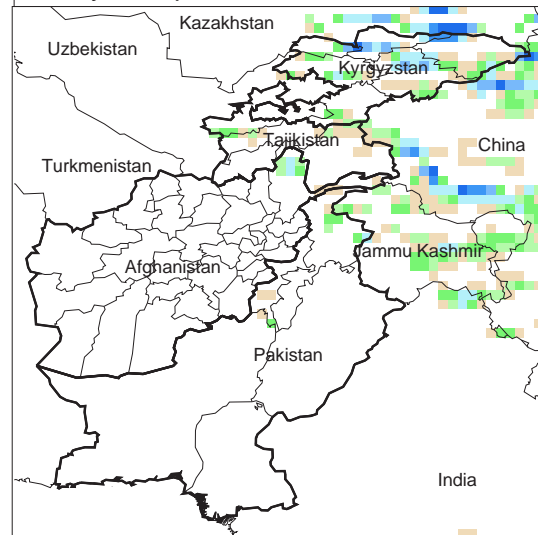 Kazakhstan
Uzbekistan
Kyrgyzstan
Tajikistan
China
Turkmenistan
Jammu Kashmir
Afghanistan
Pakistan
India